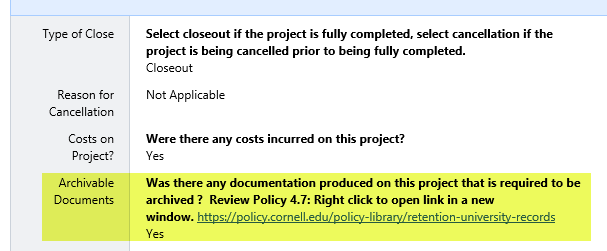 Type of Close
Select closeout if the project is fully completed, select cancellation if the
project is being cancelled prior to being fully completed.
Closeout
Reason for
Cancellation
Not Applicable
Costs on
Project?
Were there any costs incurred on this project?
Yes
Archivable
Documents
Was there any documentation produced on this project that is required to be
archived ?  Review Policy 4.7: Right click to open link in a new
window. https://policy.cornell.edu/policy-library/retention-university-records
Yes